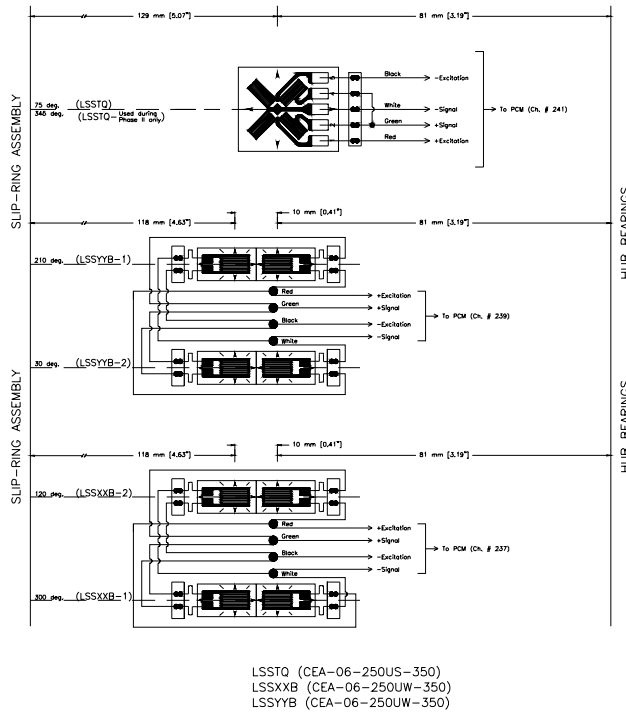 129 mm [5.07"]
81 mm [3.19"]
SLIP-RING ASSEMBLY
75 deg. (LSSTQ)
345 deg. (LSSTQ- Used during Phase II only)
Black
-Excitation
White
-Signal
Green
+Signal
Red
+Excitation
To PCM (Ch. # 241)
5
4
3
2
1
HUB BEARINGS
118 mm [4.63"]
10 mm [0.41"]
81 mm [3.19"]
210 deg. (LSSYYB-1)
Red
+Excitation
Green
+Signal
Black
-Excitation
White
-Signal
To PCM (Ch. # 239)
30 deg. (LSSYYB-2)
SLIP-RING ASSEMBLY
HUB BEARINGS
118 mm [4.63"]
10 mm [0.41"]
81 mm [3.19"]
120 deg. (LSSXXB-2)
Red
+Excitation
Green
+Signal
Black
-Excitation
White
-Signal
To PCM (Ch. # 237)
300 deg. (LSSXXB-1)
LSSTQ (CEA-06-250US-350)
LSSXXB (CEA-06-250UW-350)
LSSYYB (CEA-06-250UW-350)